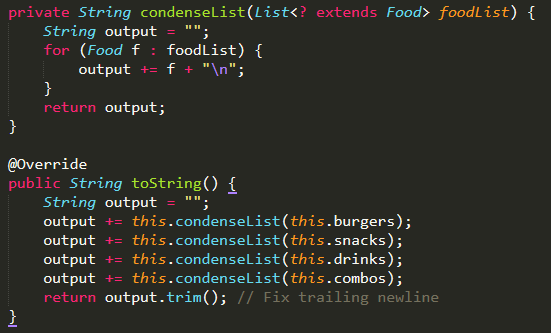 private String condenseList(List<? extends Food> foodList) {
    String output = "";
    for (Food f : foodList) {
        output += f + "\n";
    }
    return output;
}

@Override
public String toString() {
    String output = "";
    output += this.condenseList(this.burgers);
    output += this.condenseList(this.snacks);
    output += this.condenseList(this.drinks);
    output += this.condenseList(this.combos);
    return output.trim(); // Fix trailing newline
}